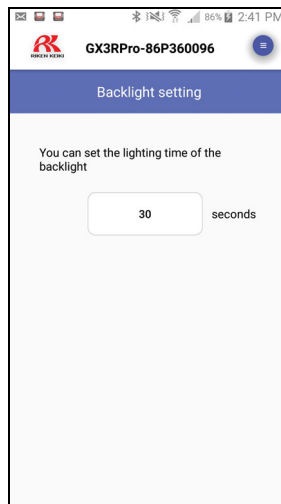 86% 2:41 PM
RK
RIKEN KEIKI
GX3RPro-86P360096
Backlight setting
You can set the lighting time of the
backlight
30 seconds